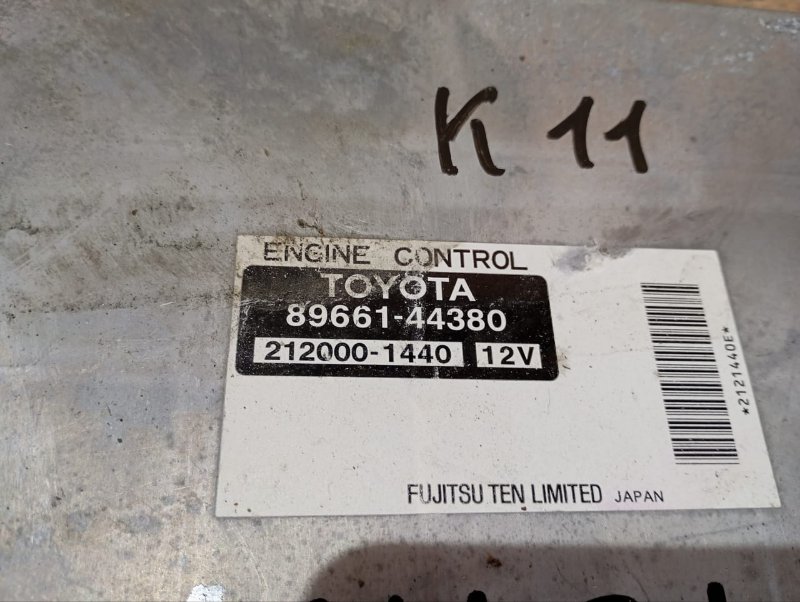 K 11
ENGINE CONTROL
TOYOTA
89661-44380
212000-1440 12V
*2121440E*
FUJITSU TEN LIMITED JAPAN